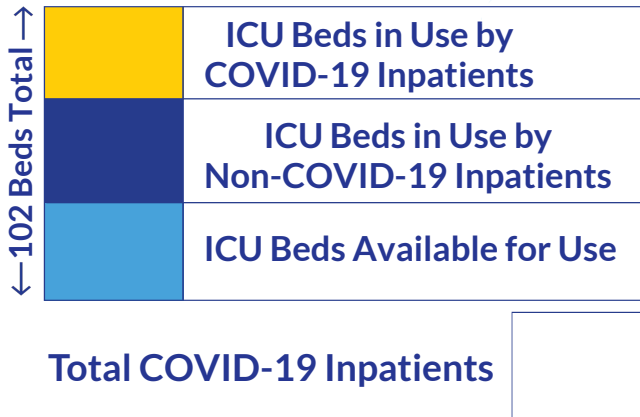 ←102 Beds Total →
ICU Beds in Use by
COVID-19 Inpatients
ICU Beds in Use by
Non-COVID-19 Inpatients
ICU Beds Available for Use
Total COVID-19 Inpatients